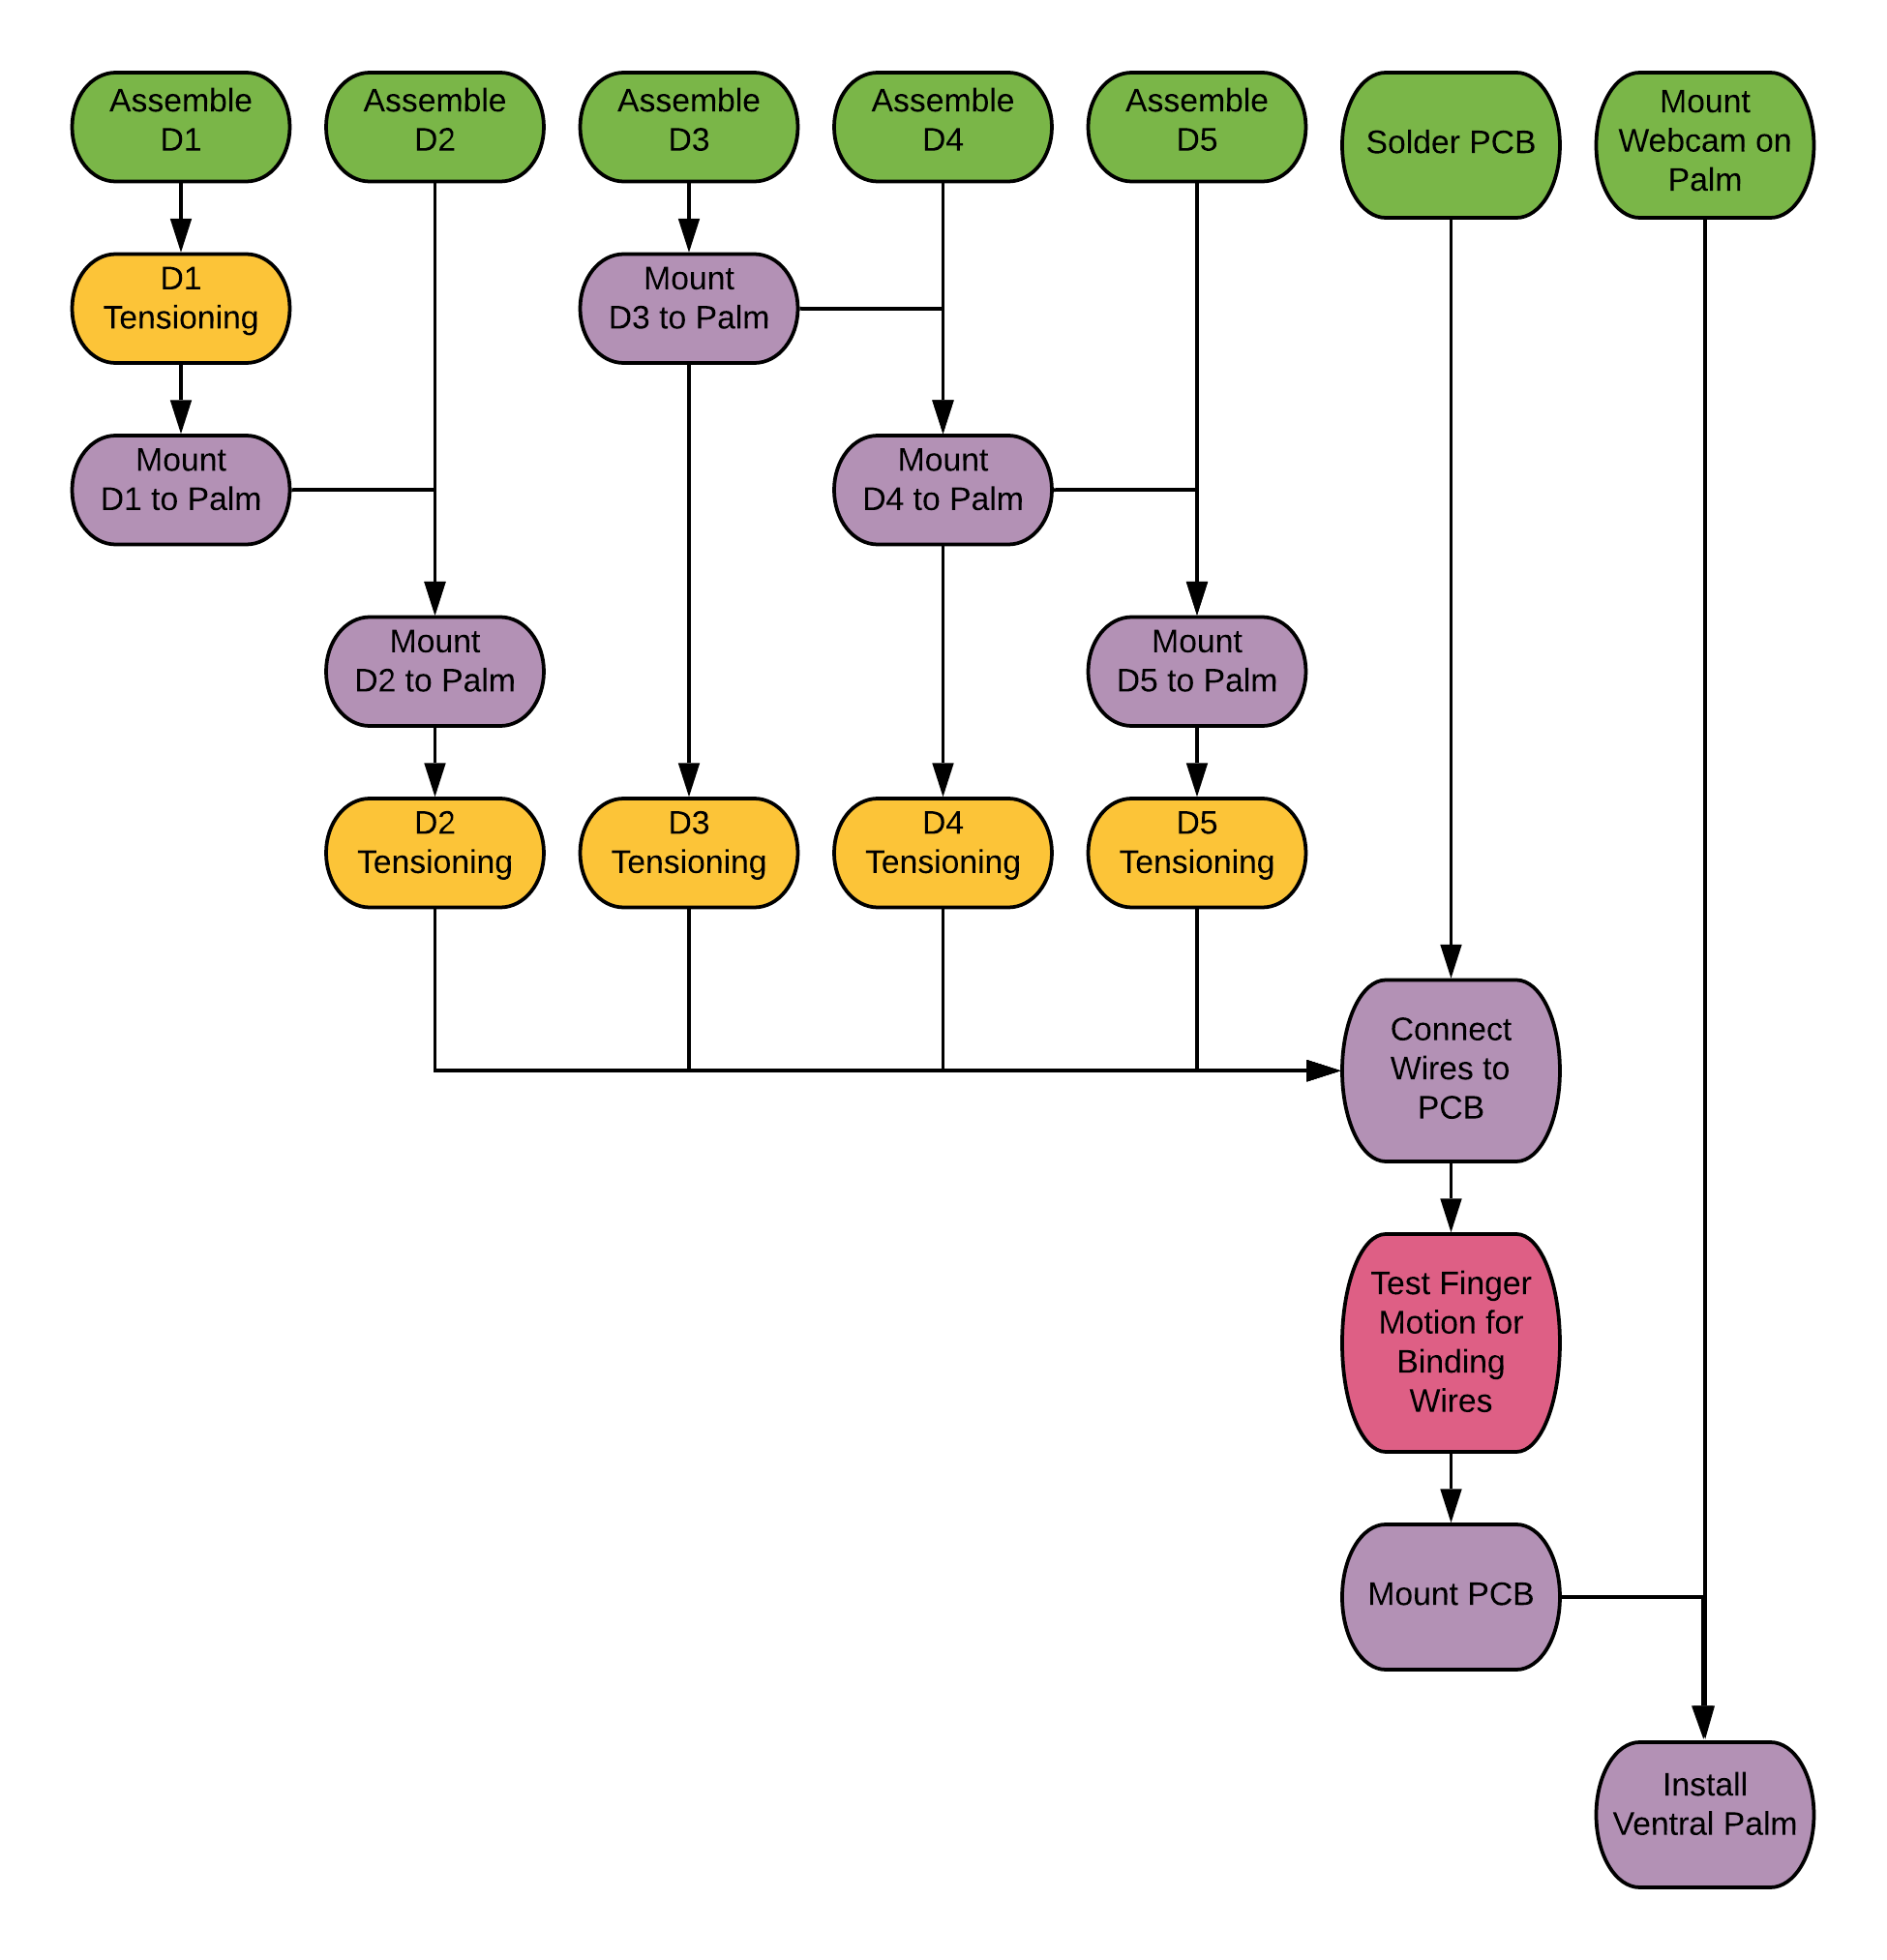 Assemble
D1
Assemble
D2
Assemble
D3
Assemble
D4
Assemble
D5
Solder PCB
Mount
Webcam on
Palm
D1
Tensioning
Mount
D3 to Palm
Mount
D1 to Palm
Mount
D4 to Palm
Mount
D2 to Palm
Mount
D5 to Palm
D2
Tensioning
D3
Tensioning
D4
Tensioning
D5
Tensioning
Connect
Wires to
PCB
Test Finger
Motion for
Binding
Wires
Mount PCB
Install
Ventral Palm